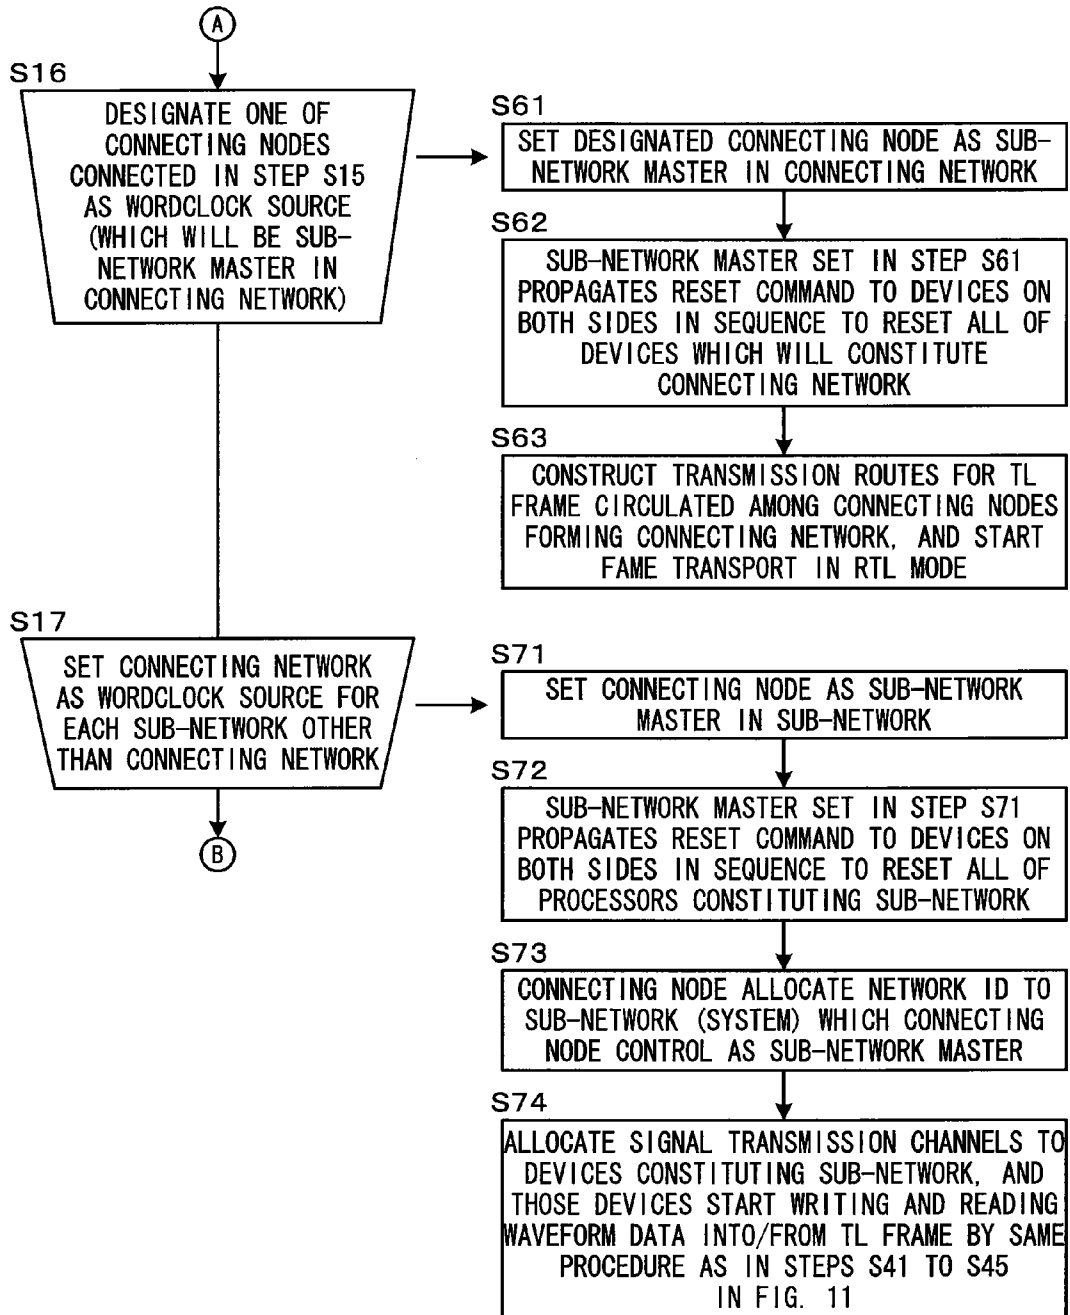 A
S16
DESIGNATE ONE OF
CONNECTING NODES
CONNECTED IN STEP S15
AS WORDCLOCK SOURCE
(WHICH WILL BE SUB-
NETWORK MASTER IN
CONNECTING NETWORK)
S61
SET DESIGNATED CONNECTING NODE AS SUB-
NETWORK MASTER IN CONNECTING NETWORK
S62
SUB-NETWORK MASTER SET IN STEP S61
PROPAGATES RESET COMMAND TO DEVICES ON
BOTH SIDES IN SEQUENCE TO RESET ALL OF
DEVICES WHICH WILL CONSTITUTE
CONNECTING NETWORK
S63
CONSTRUCT TRANSMISSION ROUTES FOR TL
FRAME CIRCULATED AMONG CONNECTING NODES
FORMING CONNECTING NETWORK, AND START
FAME TRANSPORT IN RTL MODE
S17
SET CONNECTING NETWORK
AS WORDCLOCK SOURCE FOR
EACH SUB-NETWORK OTHER
THAN CONNECTING NETWORK
B
S71
SET CONNECTING NODE AS SUB-NETWORK
MASTER IN SUB-NETWORK
S72
SUB-NETWORK MASTER SET IN STEP S71
PROPAGATES RESET COMMAND TO DEVICES ON
BOTH SIDES IN SEQUENCE TO RESET ALL OF
PROCESSORS CONSTITUTING SUB-NETWORK
S73
CONNECTING NODE ALLOCATE NETWORK ID TO
SUB-NETWORK (SYSTEM) WHICH CONNECTING
NODE CONTROL AS SUB-NETWORK MASTER
S74
ALLOCATE SIGNAL TRANSMISSION CHANNELS TO
DEVICES CONSTITUTING SUB-NETWORK, AND
THOSE DEVICES START WRITING AND READING
WAVEFORM DATA INTO/FROM TL FRAME BY SAME
PROCEDURE AS IN STEPS S41 TO S45
IN FIG. 11